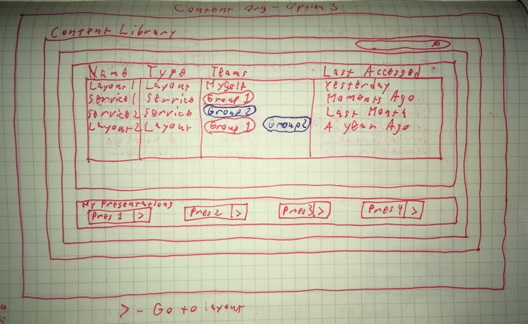 Content Org - Option 3
Content Library
Name Type Teams Last Accessed
Layout 1 Layout Myself Yesterday
Service 1 Service Group 1 Moments Ago
Service 2 Service Group 2 Last Month
Layout 2 Layout Group 1 Group 2 A Year Ago
My Presentations
Pres 1 > Pres 2 > Pres 3 > Pres 4 >
> - Go to layout